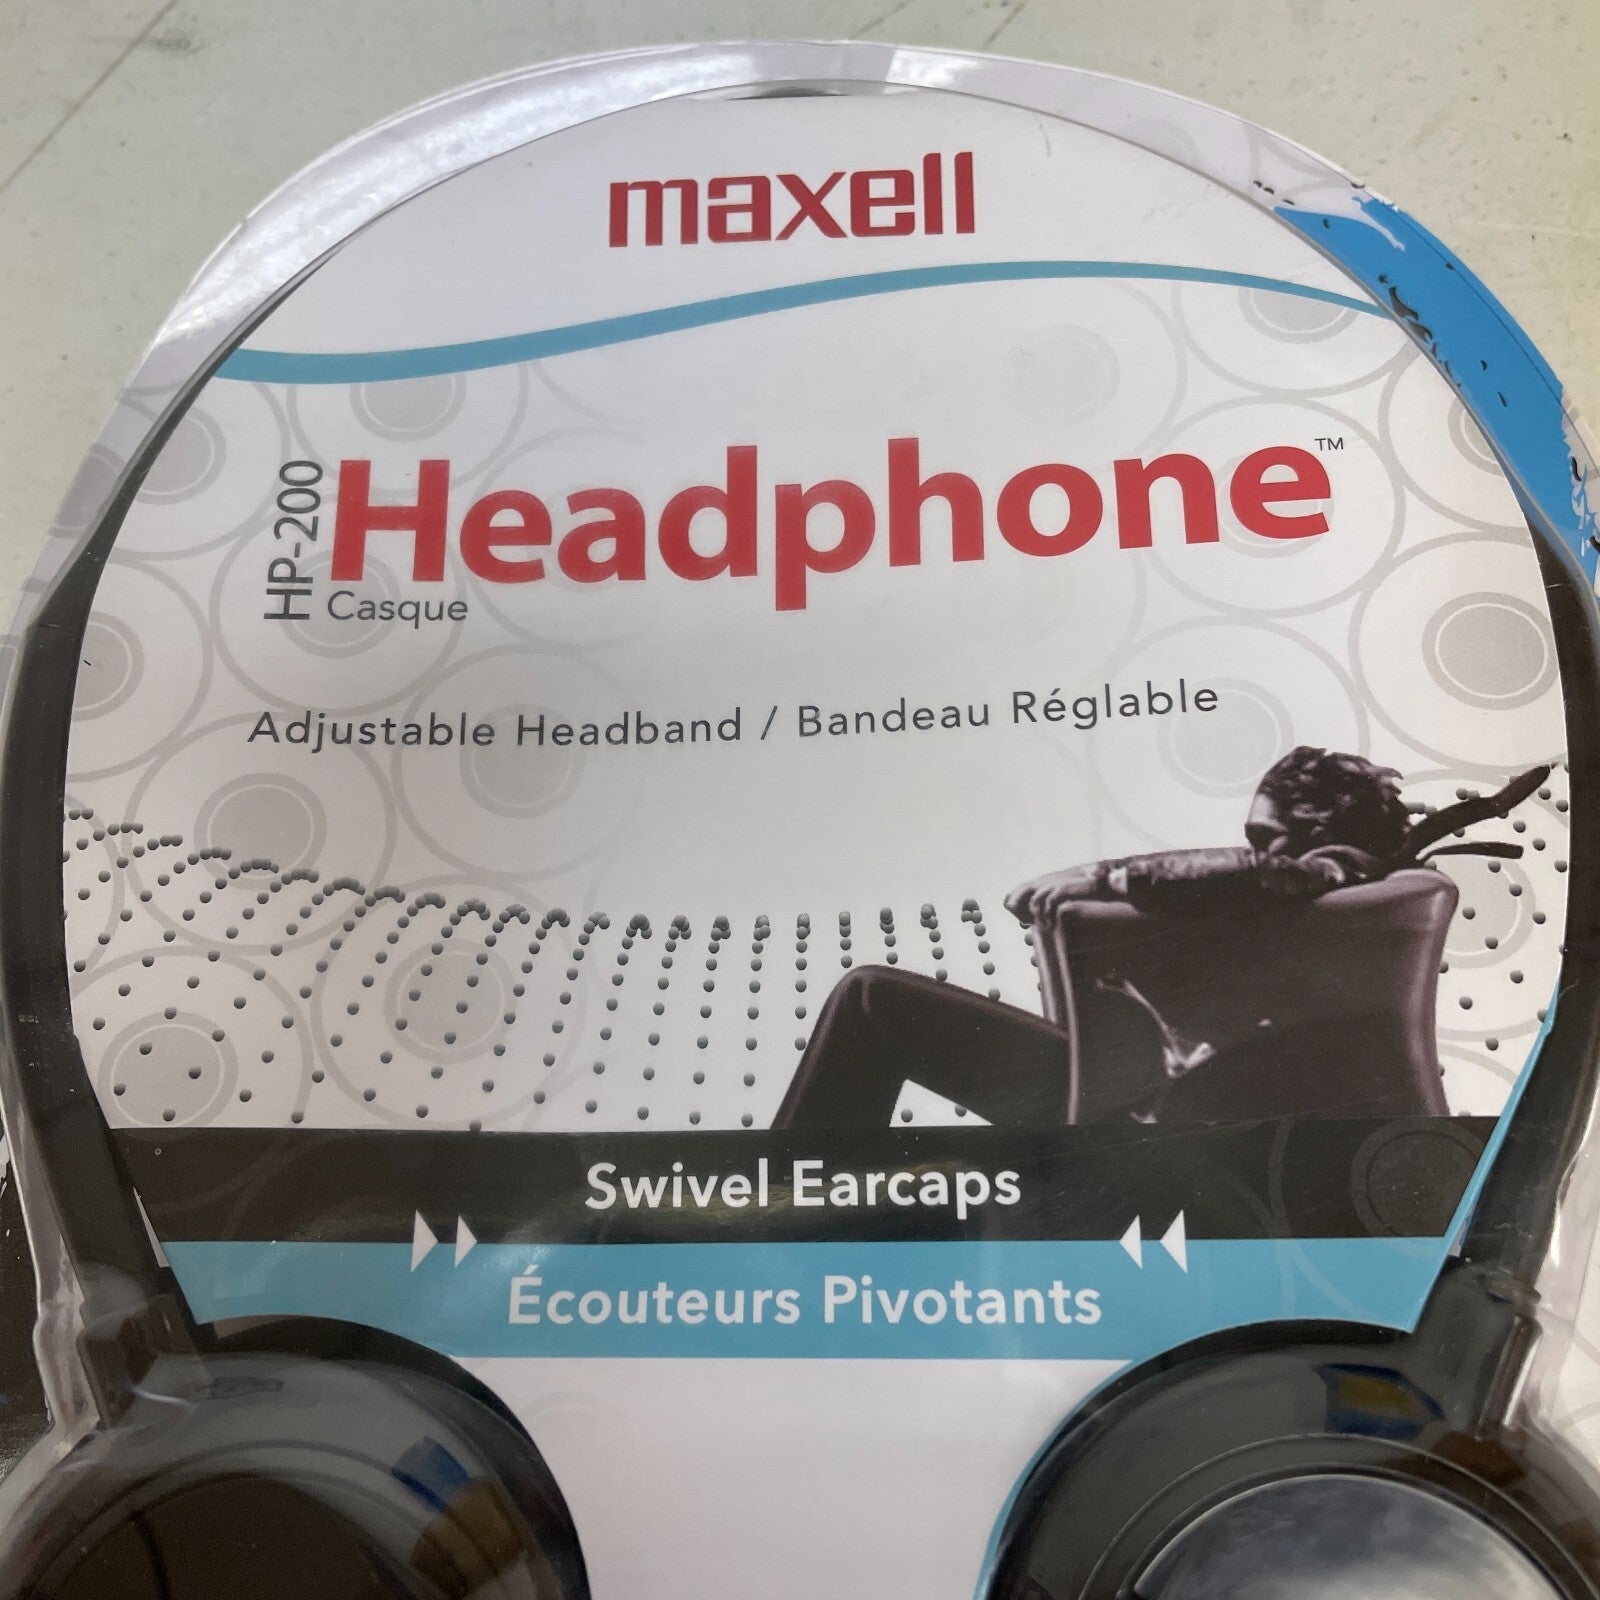 maxell
HP-200
Headphone™
Casque
Adjustable Headband / Bandeau Réglable
Swivel Earcaps
Écouteurs Pivotants